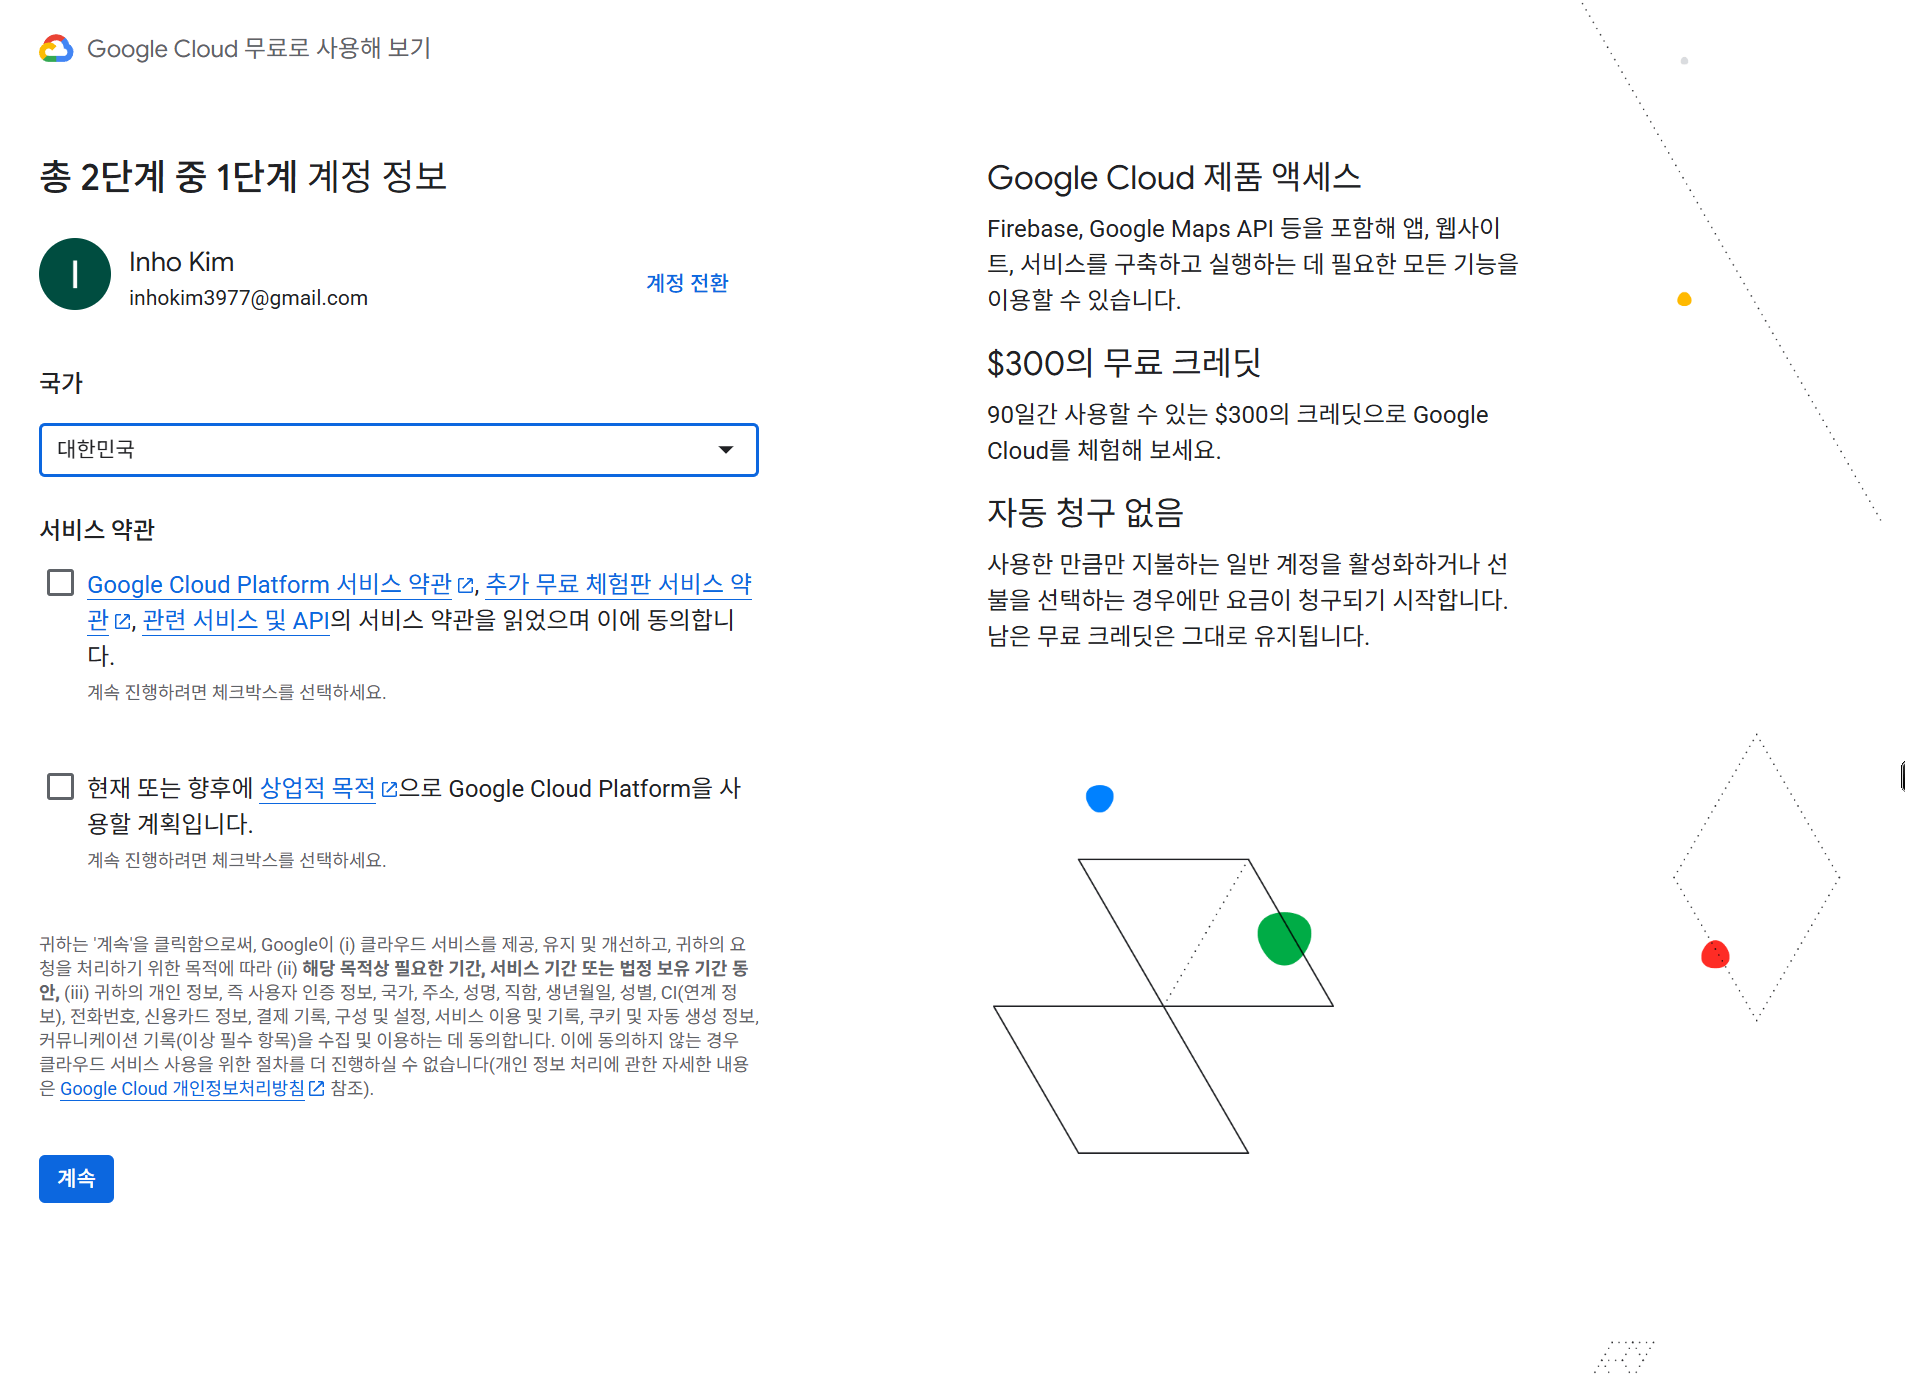 Google Cloud 무료로 사용해 보기
총 2단계 중 1단계 계정 정보
I
Inho Kim
inhokim3977@gmail.com
계정 전환
국가
대한민국
서비스 약관
Google Cloud Platform 서비스 약관, 추가 무료 체험판 서비스 약
관, 관련 서비스 및 API의 서비스 약관을 읽었으며 이에 동의합니
다.
계속 진행하려면 체크박스를 선택하세요.
현재 또는 향후에 상업적 목적으로 Google Cloud Platform을 사
용할 계획입니다.
계속 진행하려면 체크박스를 선택하세요.
귀하는 '계속'을 클릭함으로써, Google이 (i) 클라우드 서비스를 제공, 유지 및 개선하고, 귀하의 요
청을 처리하기 위한 목적에 따라 (ii) 해당 목적상 필요한 기간, 서비스 기간 또는 법정 보유 기간 동
안, (iii) 귀하의 개인 정보, 즉 사용자 인증 정보, 국가, 주소, 성명, 직함, 생년월일, 성별, CI(연계 정
보), 전화번호, 신용카드 정보, 결제 기록, 구성 및 설정, 서비스 이용 및 기록, 쿠키 및 자동 생성 정보,
커뮤니케이션 기록(이상 필수 항목)을 수집 및 이용하는 데 동의합니다. 이에 동의하지 않는 경우
클라우드 서비스 사용을 위한 절차를 더 진행하실 수 없습니다(개인 정보 처리에 관한 자세한 내용
은 Google Cloud 개인정보처리방침 참조).
계속
Google Cloud 제품 액세스
Firebase, Google Maps API 등을 포함해 앱, 웹사이
트, 서비스를 구축하고 실행하는 데 필요한 모든 기능을
이용할 수 있습니다.
$300의 무료 크레딧
90일간 사용할 수 있는 $300의 크레딧으로 Google
Cloud를 체험해 보세요.
자동 청구 없음
사용한 만큼만 지불하는 일반 계정을 활성화하거나 선
불을 선택하는 경우에만 요금이 청구되기 시작합니다.
남은 무료 크레딧은 그대로 유지됩니다.